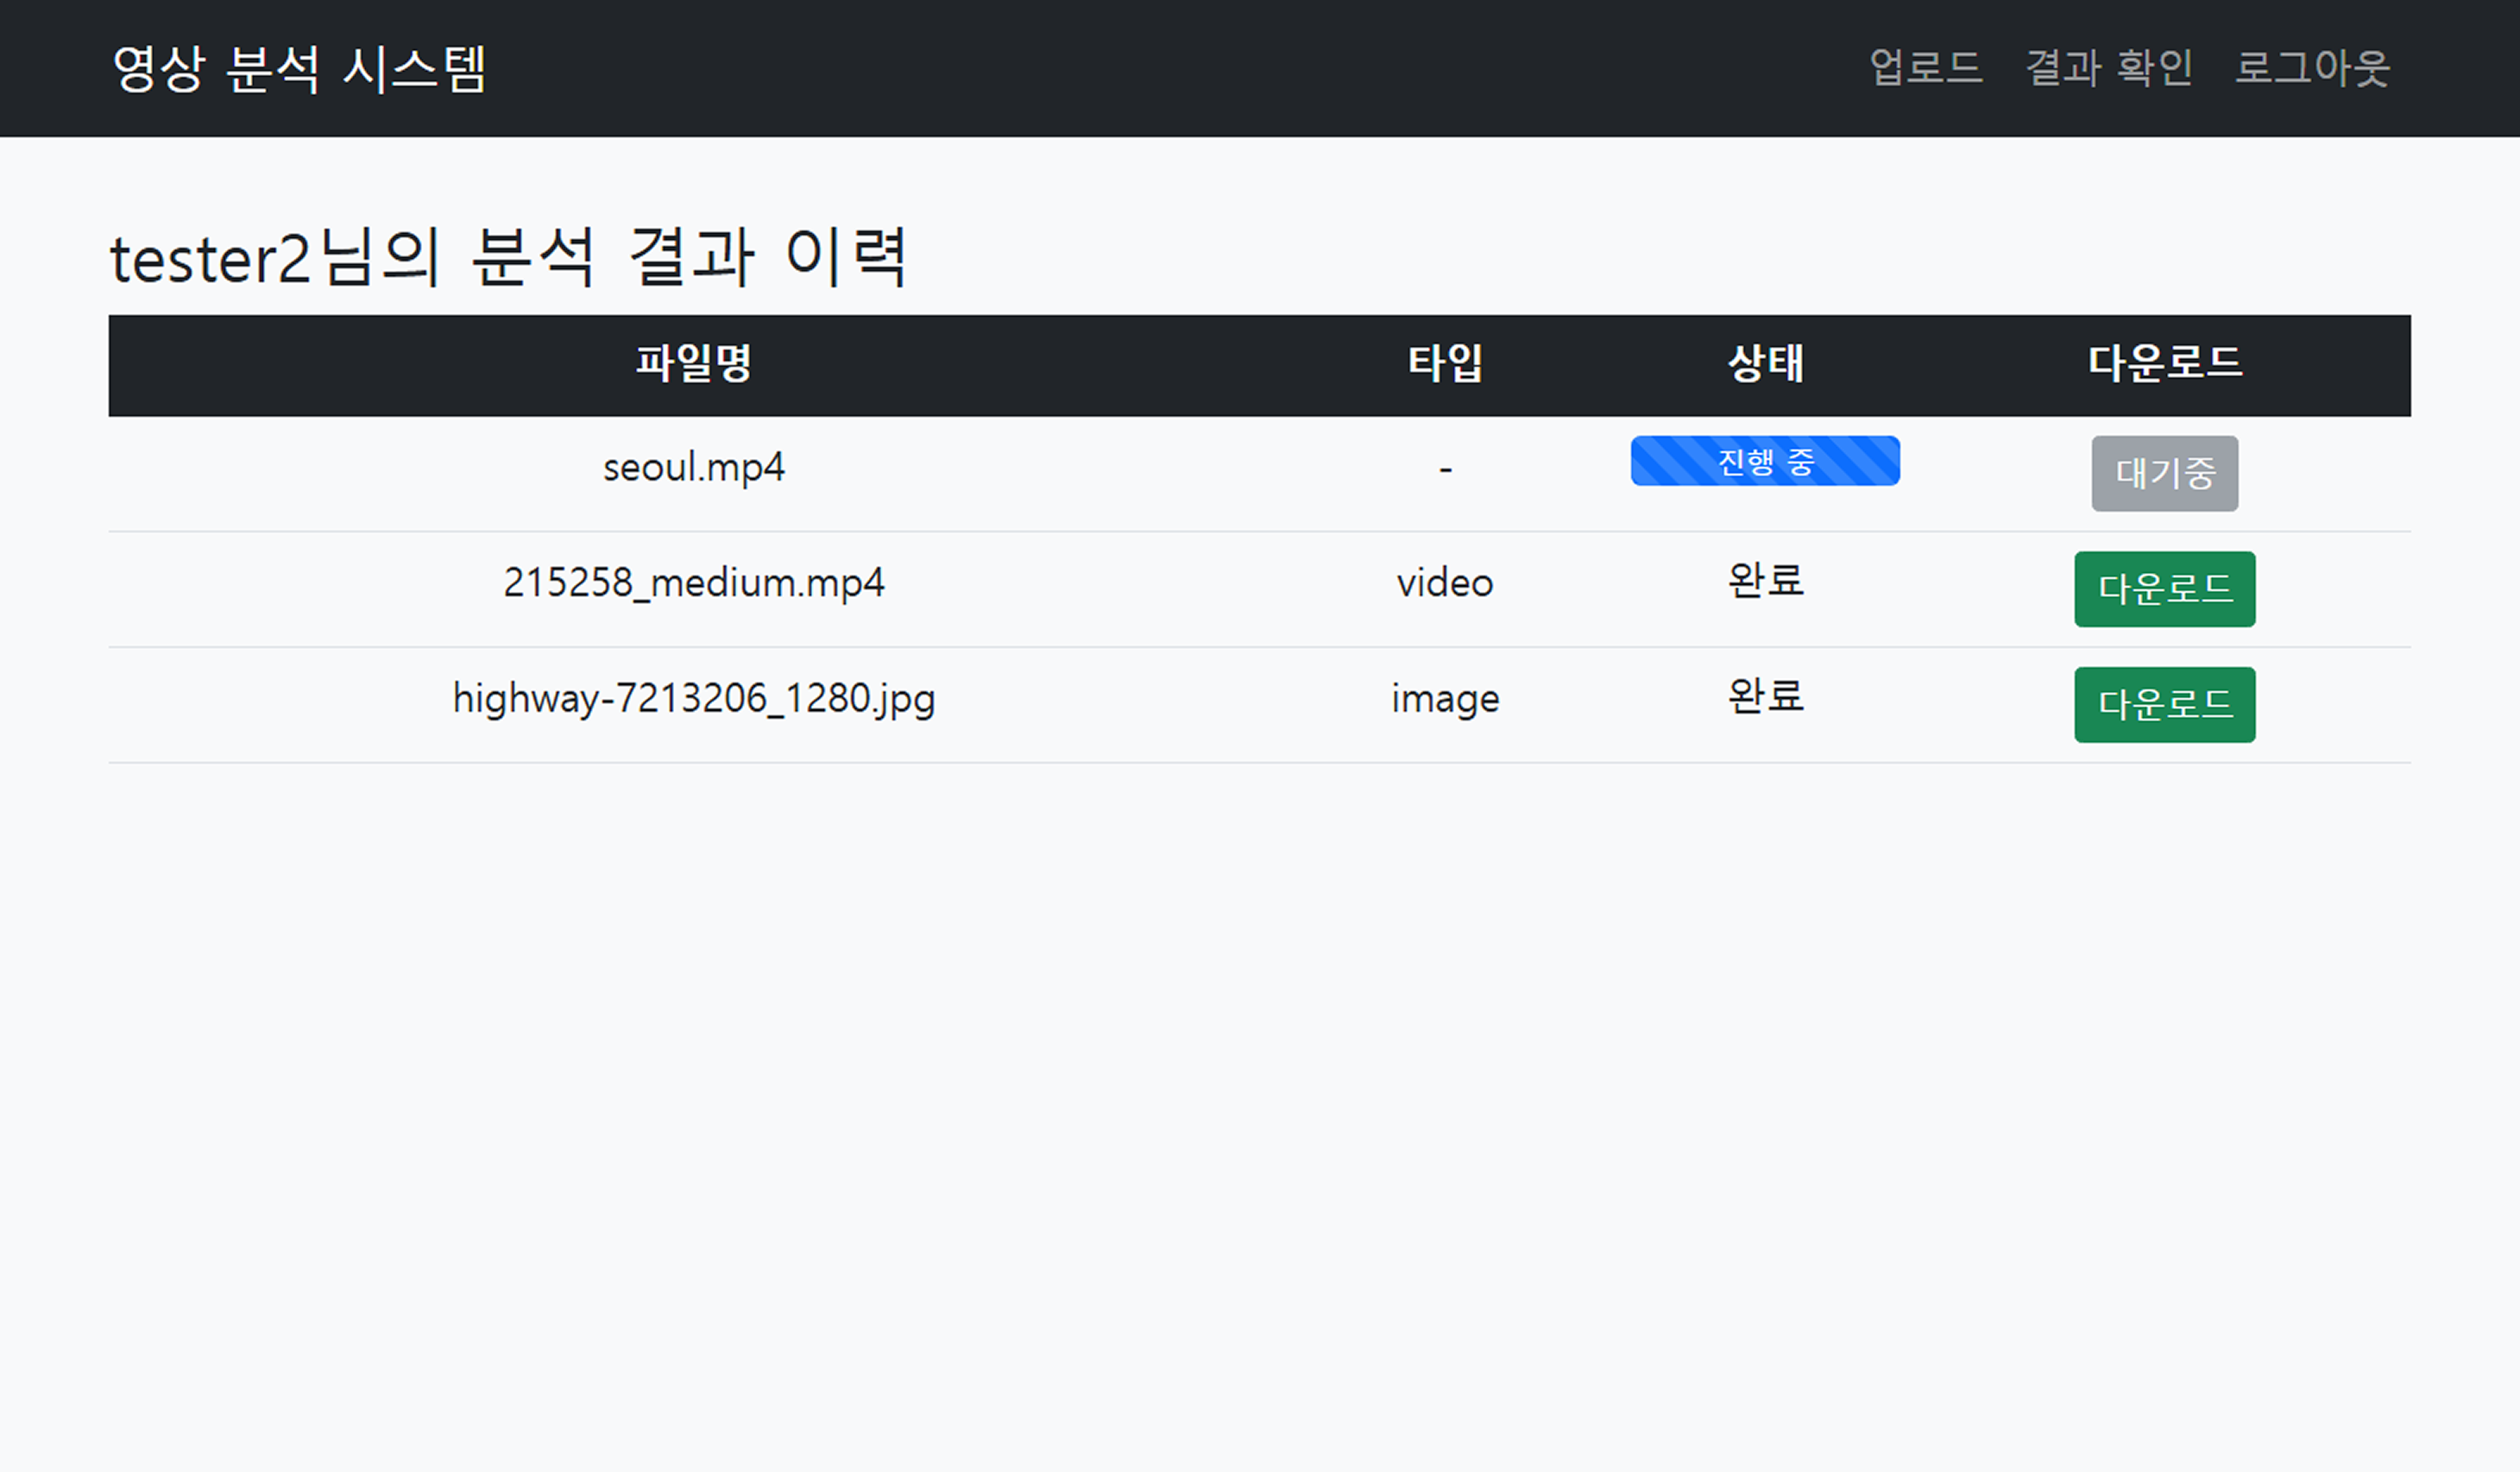 영상 분석 시스템 업로드 결과 확인 로그아웃
tester2님의 분석 결과 이력
파일명 타입 상태 다운로드
seoul.mp4 - 진행 중 대기중
215258_medium.mp4 video 완료 다운로드
highway-7213206_1280.jpg image 완료 다운로드